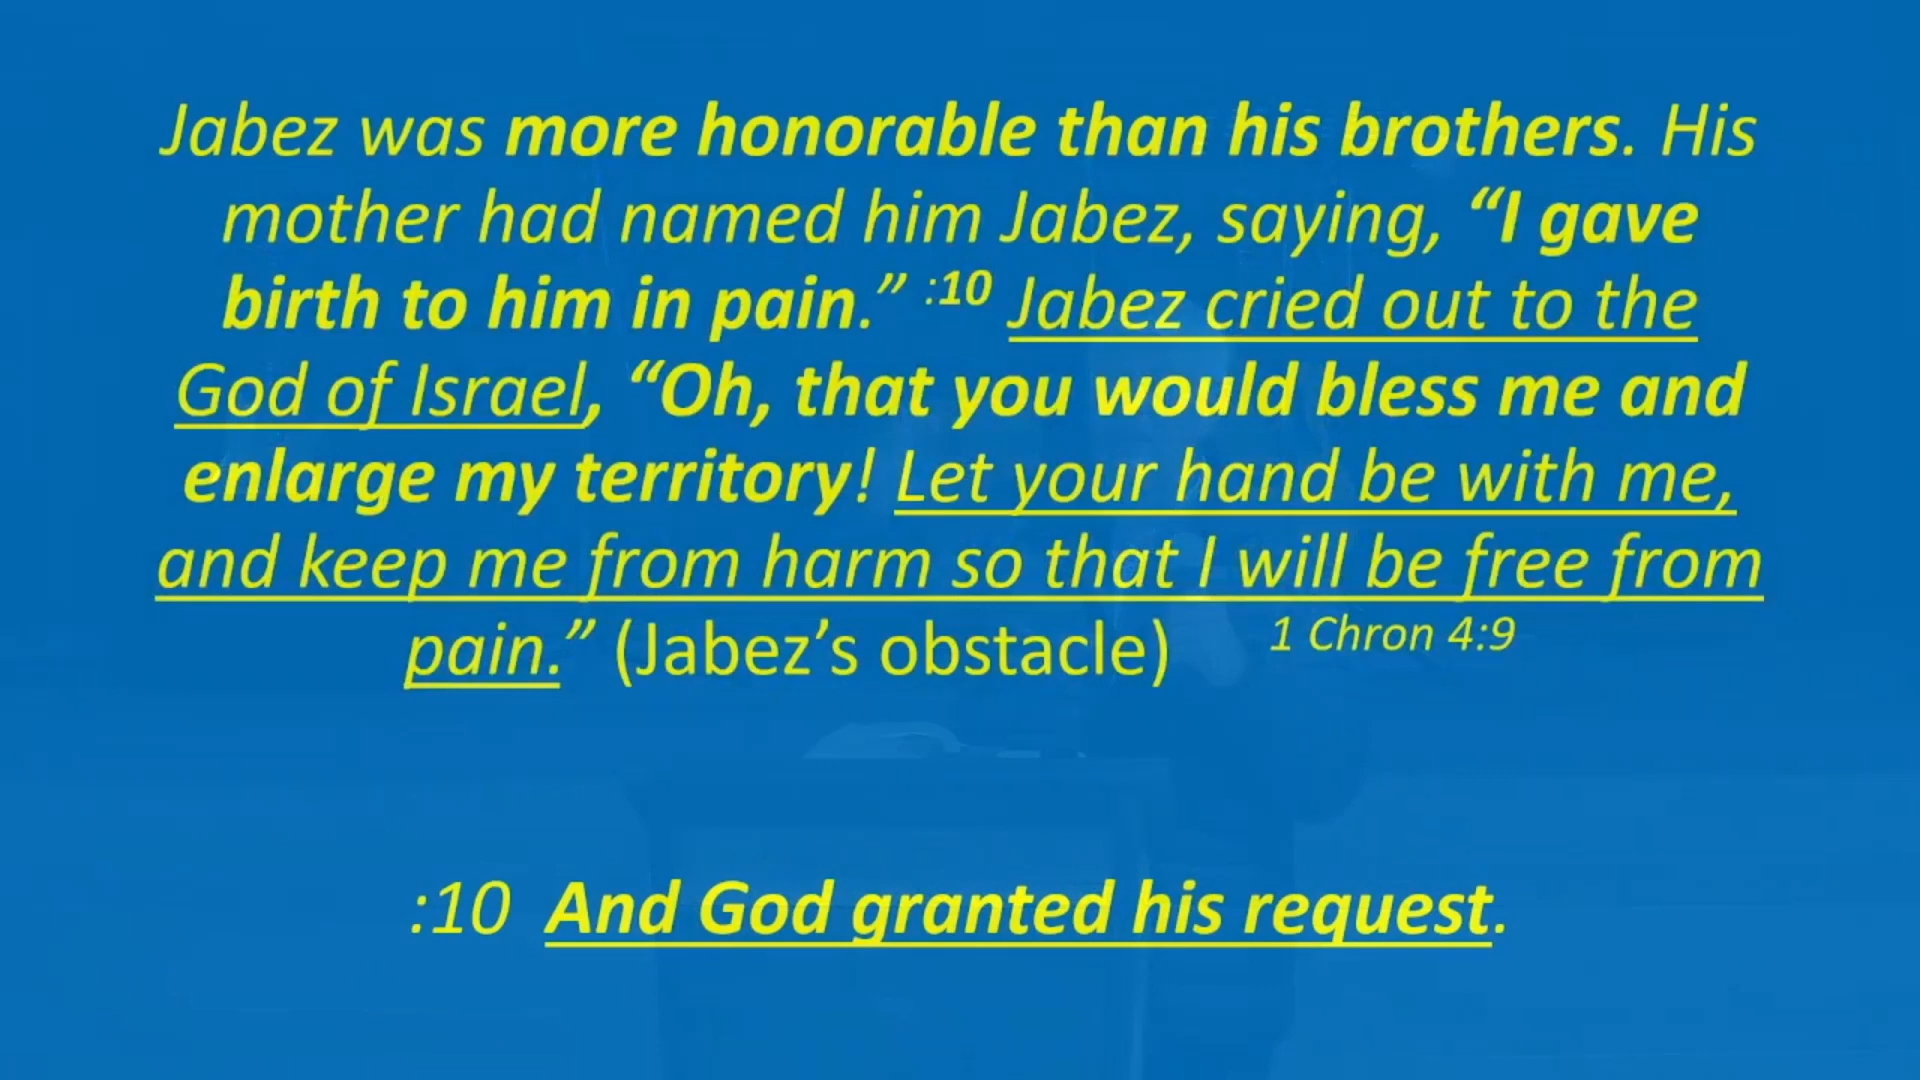 Jabez was more honorable than his brothers. His
mother had named him Jabez, saying, “I gave
birth to him in pain.” :10 Jabez cried out to the
God of Israel, “Oh, that you would bless me and
enlarge my territory! Let your hand be with me,
and keep me from harm so that I will be free from
pain.” (Jabez’s obstacle) 1 Chron 4:9
:10 And God granted his request.